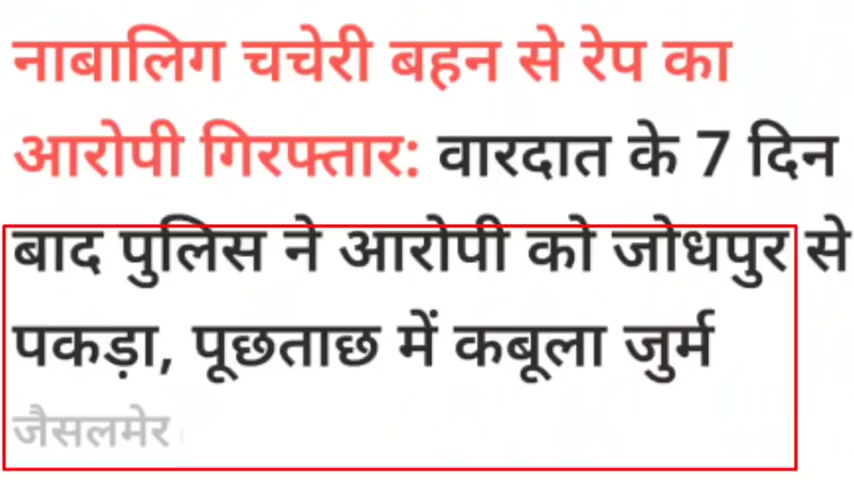 नाबालिग चचेरी बहन से रेप का
आरोपी गिरफ्तार: वारदात के 7 दिन
बाद पुलिस ने आरोपी को जोधपुर से
पकड़ा, पूछताछ में कबूला जुर्म
जैसलमेर